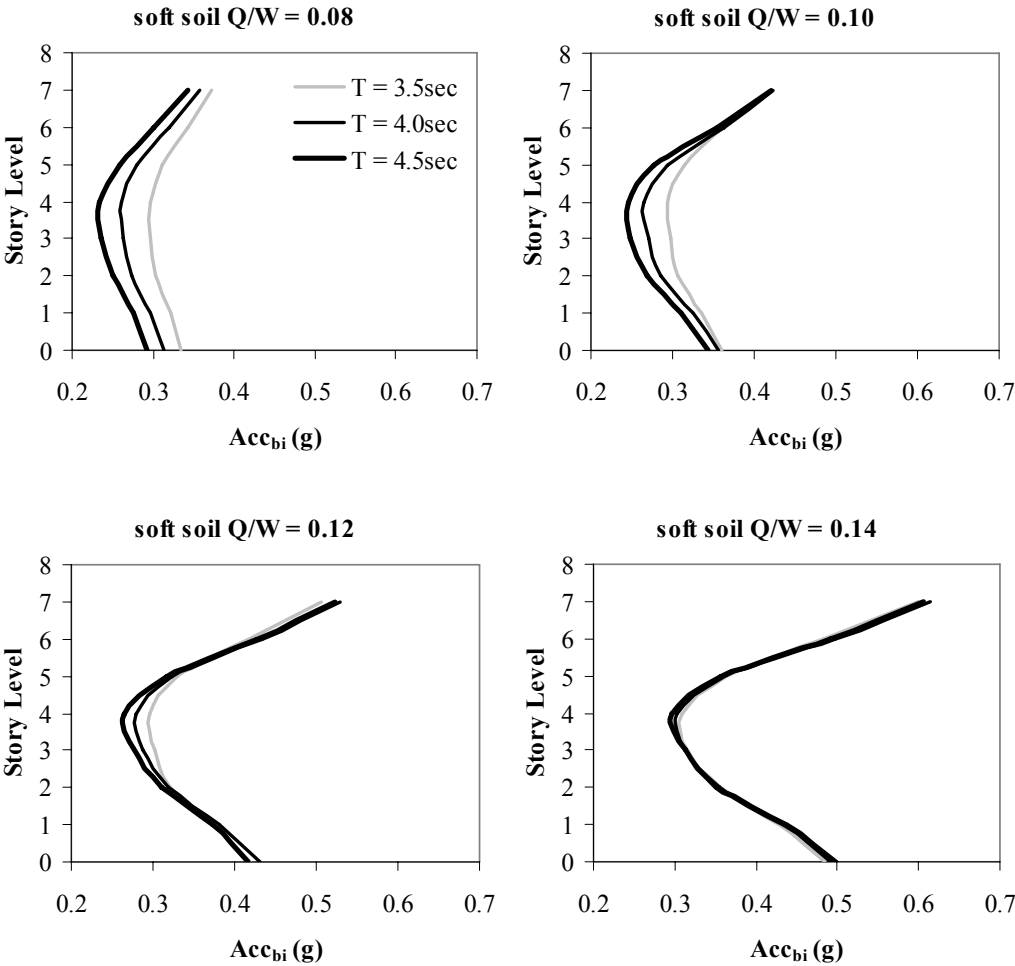 soft soil Q/W = 0.08
8
7
6
5
4
3
2
1
0
Story Level
T = 3.5sec
T = 4.0sec
T = 4.5sec
0.2 0.3 0.4 0.5 0.6 0.7
Acc_bi (g)
soft soil Q/W = 0.10
8
7
6
5
4
3
2
1
0
Story Level
0.2 0.3 0.4 0.5 0.6 0.7
Acc_bi (g)
soft soil Q/W = 0.12
8
7
6
5
4
3
2
1
0
Story Level
0.2 0.3 0.4 0.5 0.6 0.7
Acc_bi (g)
soft soil Q/W = 0.14
8
7
6
5
4
3
2
1
0
Story Level
0.2 0.3 0.4 0.5 0.6 0.7
Acc_bi (g)